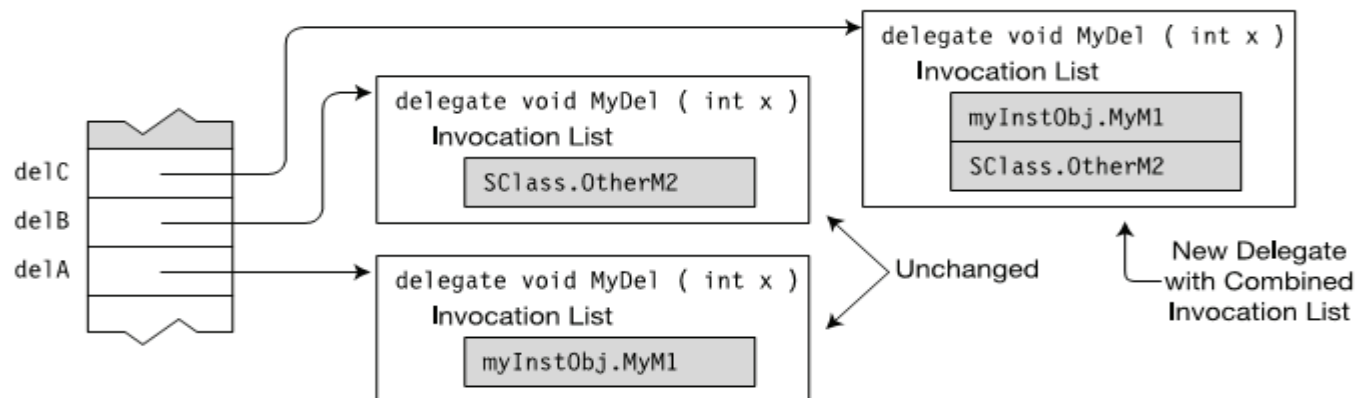 delC
delB
delA
delegate void MyDel ( int x )
Invocation List
SClass.OtherM2
delegate void MyDel ( int x )
Invocation List
myInstObj.MyM1
Unchanged
delegate void MyDel ( int x )
Invocation List
myInstObj.MyM1
SClass.OtherM2
New Delegate
with Combined
Invocation List